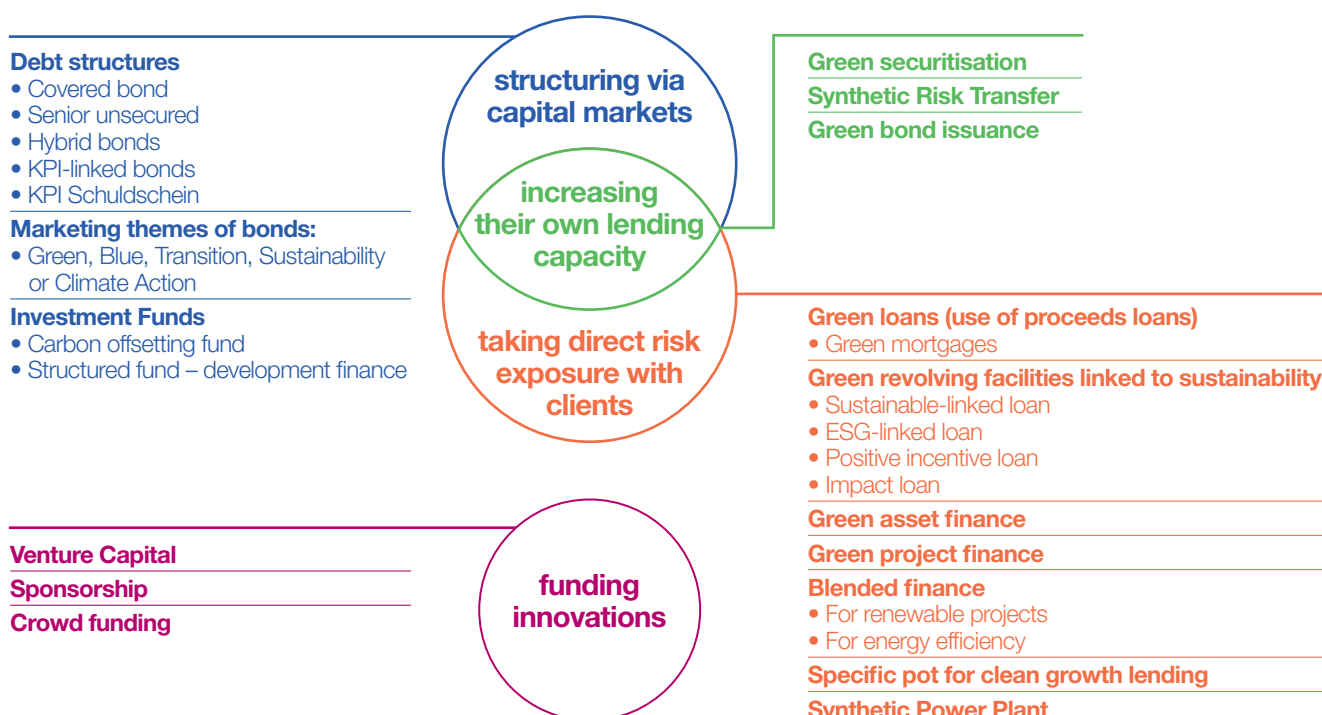 Debt structures
• Covered bond
• Senior unsecured
• Hybrid bonds
• KPI-linked bonds
• KPI Schuldschein
Marketing themes of bonds:
• Green, Blue, Transition, Sustainability
or Climate Action
Investment Funds
• Carbon offsetting fund
• Structured fund – development finance
structuring via
capital markets
increasing
their own lending
capacity
taking direct risk
exposure with
clients
Green securitisation
Synthetic Risk Transfer
Green bond issuance
Green loans (use of proceeds loans)
• Green mortgages
Green revolving facilities linked to sustainability
• Sustainable-linked loan
• ESG-linked loan
• Positive incentive loan
• Impact loan
Green asset finance
Green project finance
Blended finance
• For renewable projects
• For energy efficiency
Specific pot for clean growth lending
Synthetic Power Plant
Venture Capital
Sponsorship
Crowd funding
funding
innovations